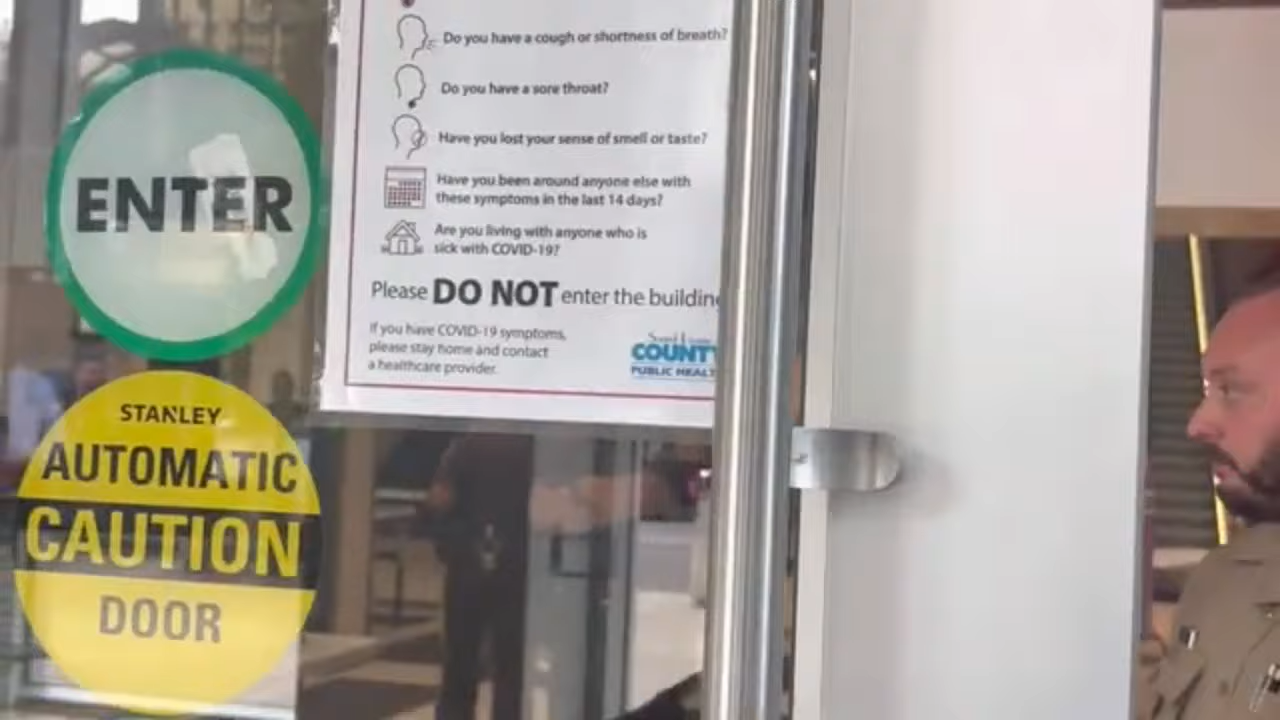 Do you have a cough or shortness of breath?
Do you have a sore throat?
Have you lost your sense of smell or taste?
Have you been around anyone else with
these symptoms in the last 14 days?
Are you living with anyone who is
sick with COVID-19?
Please DO NOT enter the building
If you have COVID-19 symptoms,
please stay home and contact
a healthcare provider.
COUNTY
PUBLIC HEALT
ENTER
STANLEY
AUTOMATIC
CAUTION
DOOR